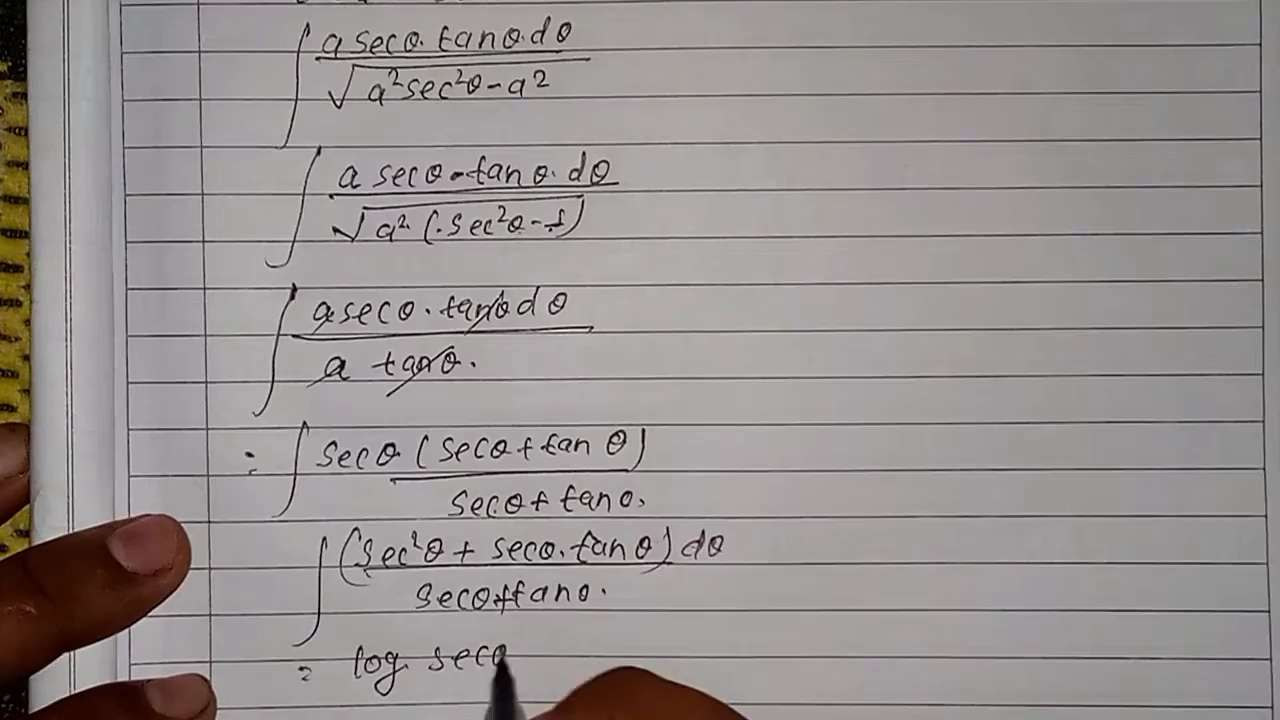 ∫ a secθ. tanθ. dθ / √a²sec²θ - a²
∫ a secθ. tanθ. dθ / √a² (sec²θ - 1)
∫ a secθ. tanθ dθ / a tanθ.
= ∫ secθ (secθ + tan θ) / secθ + tanθ.
∫ (sec²θ + secθ. tanθ) dθ / secθ + tanθ.
= log secθ